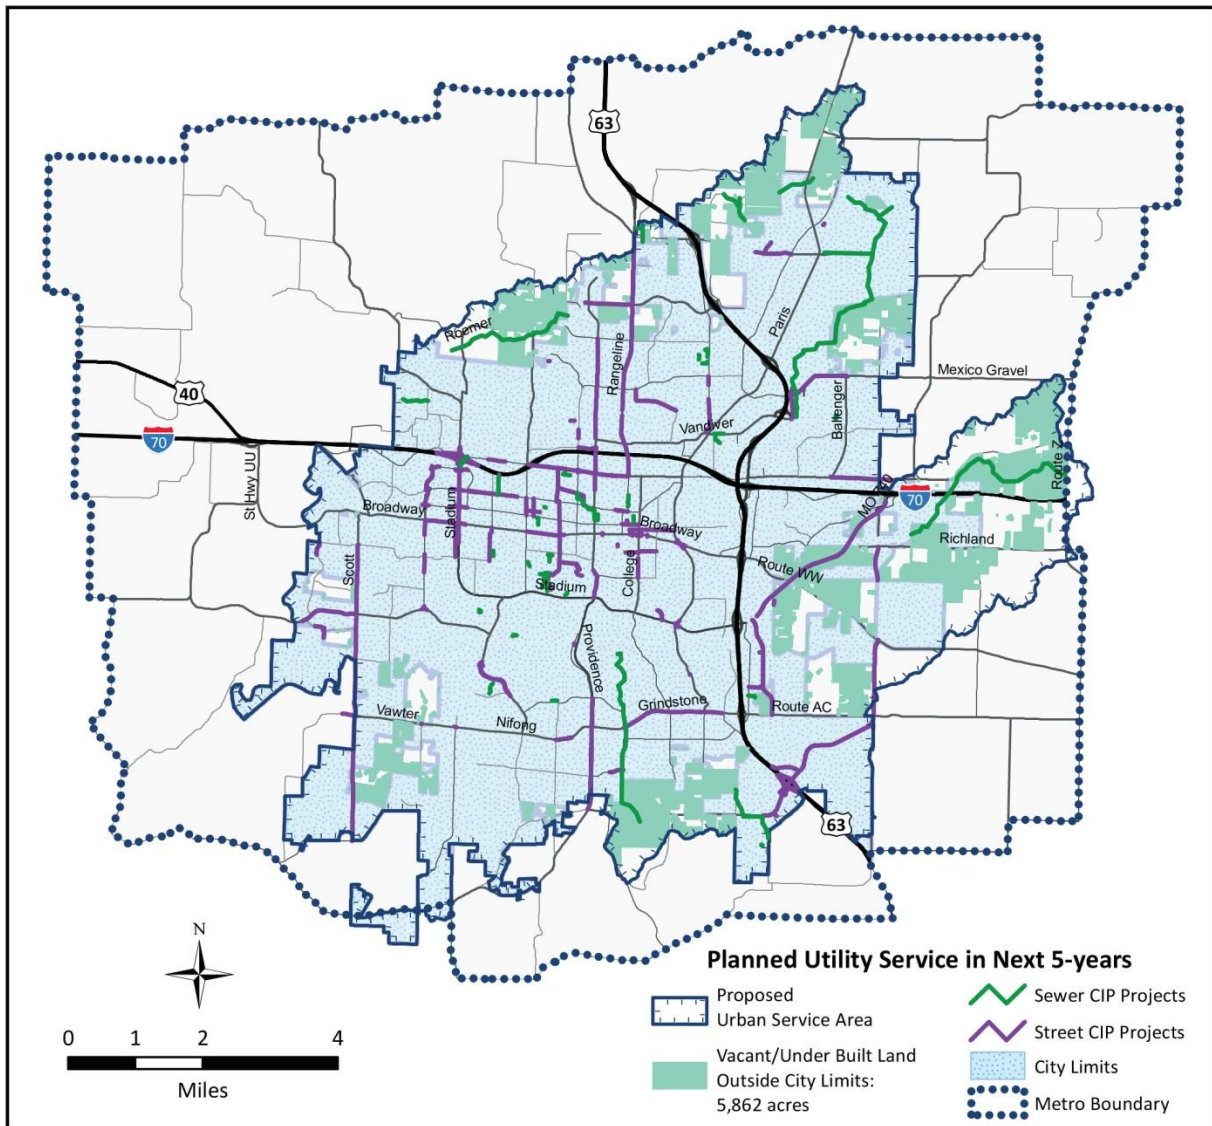 63
Roemer
Rangeline
Paris
Mexico Gravel
40
70
Vandiver
Ballenger
Route Z
St Hwy UU
Broadway
Stadium
Broadway
70
Richland
Scott
Stadium
College
Route WW
Providence
Grindstone
Route AC
Vawter
Nifong
63
N
0 1 2 4
Miles
Planned Utility Service in Next 5-years
Proposed
Urban Service Area
Vacant/Under Built Land
Outside City Limits:
5,862 acres
Sewer CIP Projects
Street CIP Projects
City Limits
Metro Boundary